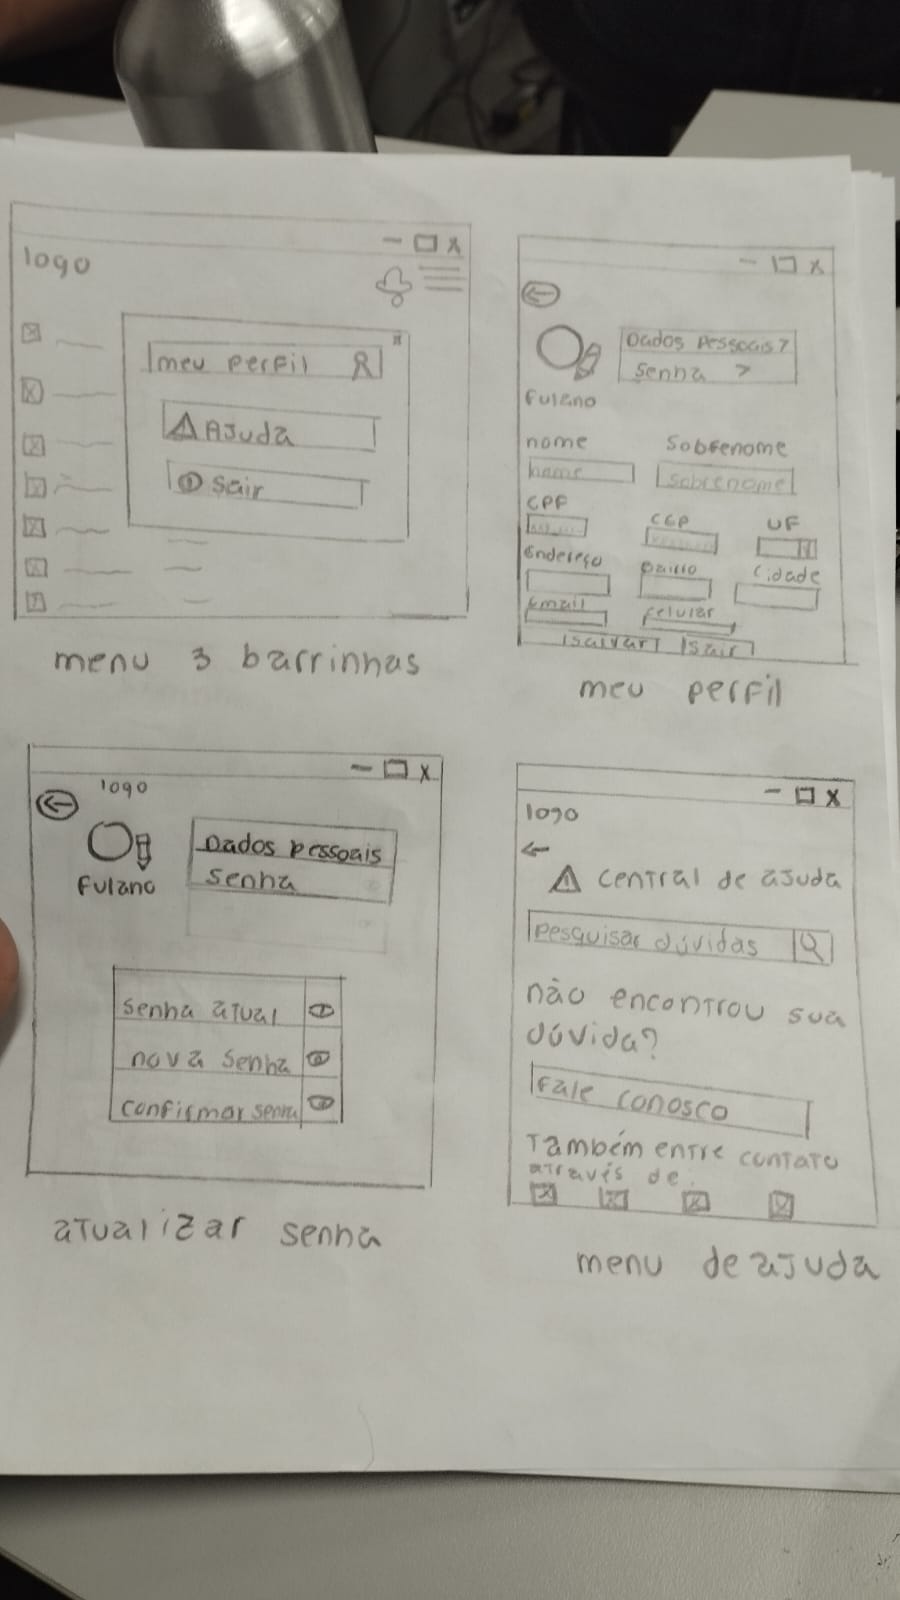 logo
meu perfil
Ajuda
Sair
menu 3 barrinhas
Dados pessoais >
Senha >
Fulano
nome Sobrenome
nome sobrenome
CPF CEP UF
Endereço bairro Cidade
Email celular
salvar sair
meu perfil
logo
Dados pessoais
Senha
Fulano
senha atual
nova senha
confirmar senha
atualizar senha
logo
central de ajuda
pesquisar dúvidas
não encontrou sua
dúvida?
Fale conosco
Também entre contato
através de:
menu de ajuda